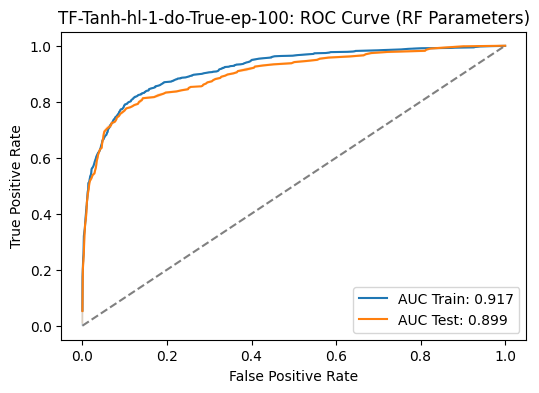 TF-Tanh-hl-1-do-True-ep-100: ROC Curve (RF Parameters)
1.0
0.8
0.6
0.4
0.2
0.0
True Positive Rate
AUC Train: 0.917
AUC Test: 0.899
0.0 0.2 0.4 0.6 0.8 1.0
False Positive Rate